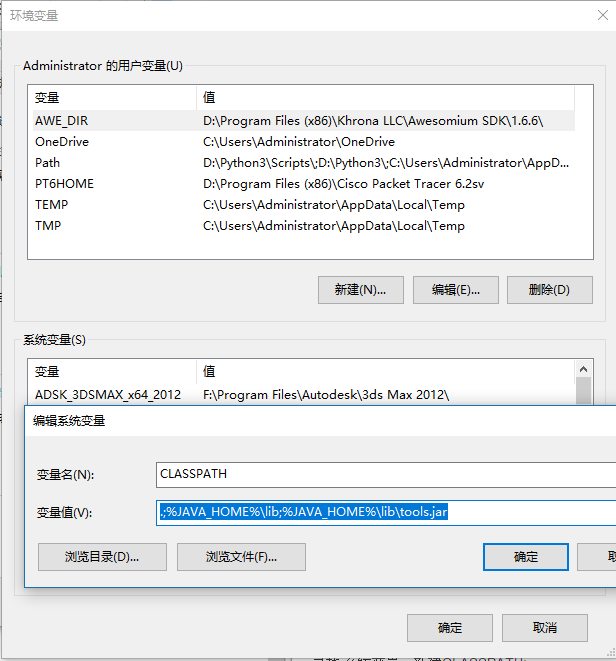 环境变量
Administrator 的用户变量(U)
变量 值
AWE_DIR D:\Program Files (x86)\Khrona LLC\Awesomium SDK\1.6.6\
OneDrive C:\Users\Administrator\OneDrive
Path D:\Python3\Scripts\;D:\Python3\;C:\Users\Administrator\AppD...
PT6HOME D:\Program Files (x86)\Cisco Packet Tracer 6.2sv
TEMP C:\Users\Administrator\AppData\Local\Temp
TMP C:\Users\Administrator\AppData\Local\Temp
新建(N)... 编辑(E)... 删除(D)
系统变量(S)
变量 值
ADSK_3DSMAX_x64_2012 F:\Program Files\Autodesk\3ds Max 2012\
编辑系统变量
变量名(N): CLASSPATH
变量值(V): .;%JAVA_HOME%\lib;%JAVA_HOME%\lib\tools.jar
浏览目录(D)... 浏览文件(F)... 确定
确定 取消